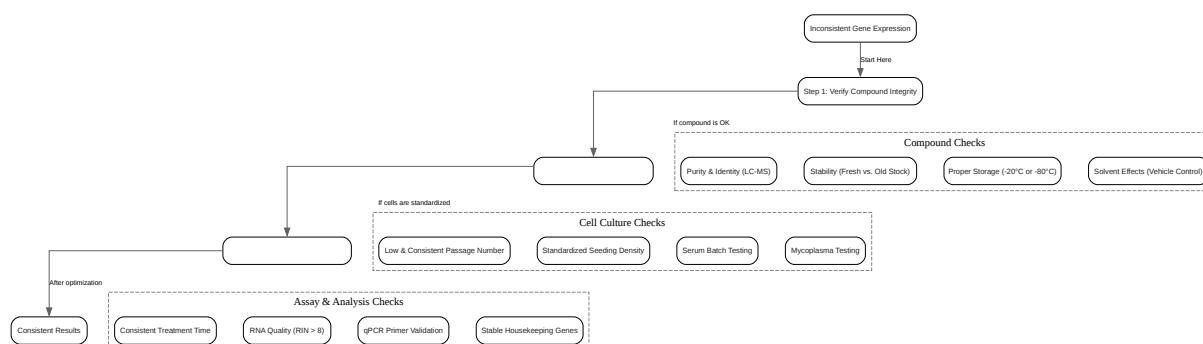 Inconsistent Gene Expression
Start Here
Step 1: Verify Compound Integrity
If compound is OK
Compound Checks
Purity & Identity (LC-MS)
Stability (Fresh vs. Old Stock)
Proper Storage (-20°C or -80°C)
Solvent Effects (Vehicle Control)
If cells are standardized
Cell Culture Checks
Low & Consistent Passage Number
Standardized Seeding Density
Serum Batch Testing
Mycoplasma Testing
After optimization
Assay & Analysis Checks
Consistent Results
Consistent Treatment Time
RNA Quality (RIN > 8)
qPCR Primer Validation
Stable Housekeeping Genes